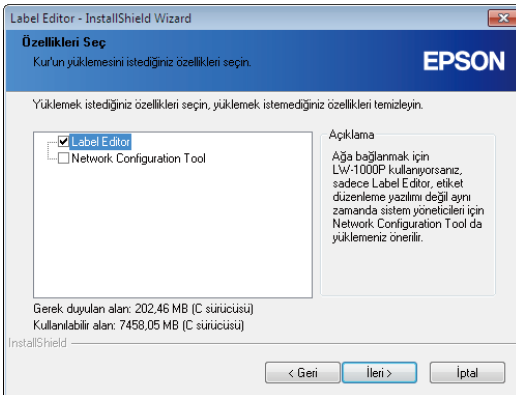 Label Editor - InstallShield Wizard
Özellikleri Seç
Kur'un yüklemesini istediğiniz özellikleri seçin.
EPSON
Yüklemek istediğiniz özellikleri seçin, yüklemek istemediğiniz özellikleri temizleyin.
Label Editor
Network Configuration Tool
Açıklama
Ağa bağlanmak için
LW-1000P kullanıyorsanız,
sadece Label Editor, etiket
düzenleme yazılımı değil aynı
zamanda sistem yöneticileri için
Network Configuration Tool da
yüklemeniz önerilir.
Gerek duyulan alan: 202,46 MB (C sürücüsü)
Kullanılabilir alan: 7458,05 MB (C sürücüsü)
InstallShield
< Geri
İleri >
İptal